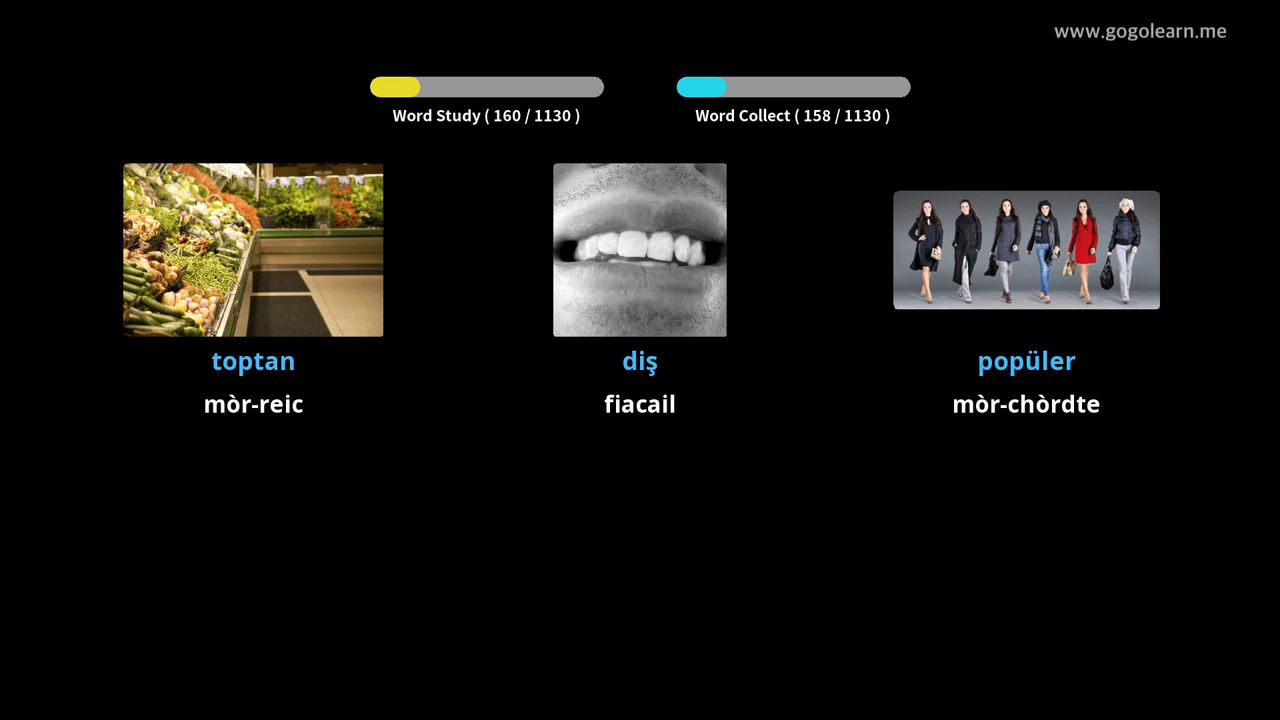 www.gogolearn.me
Word Study ( 160 / 1130 )
Word Collect ( 158 / 1130 )
toptan
diş
popüler
mòr-reic
fiacail
mòr-chòrdte